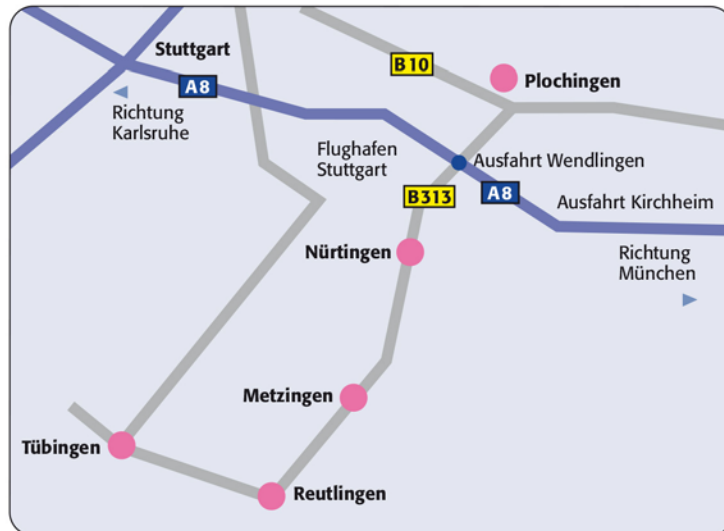 Stuttgart
A8
B10
Plochingen
Richtung
Karlsruhe
Flughafen
Stuttgart
Ausfahrt Wendlingen
B313
A8
Ausfahrt Kirchheim
Nürtingen
Richtung
München
Metzingen
Tübingen
Reutlingen